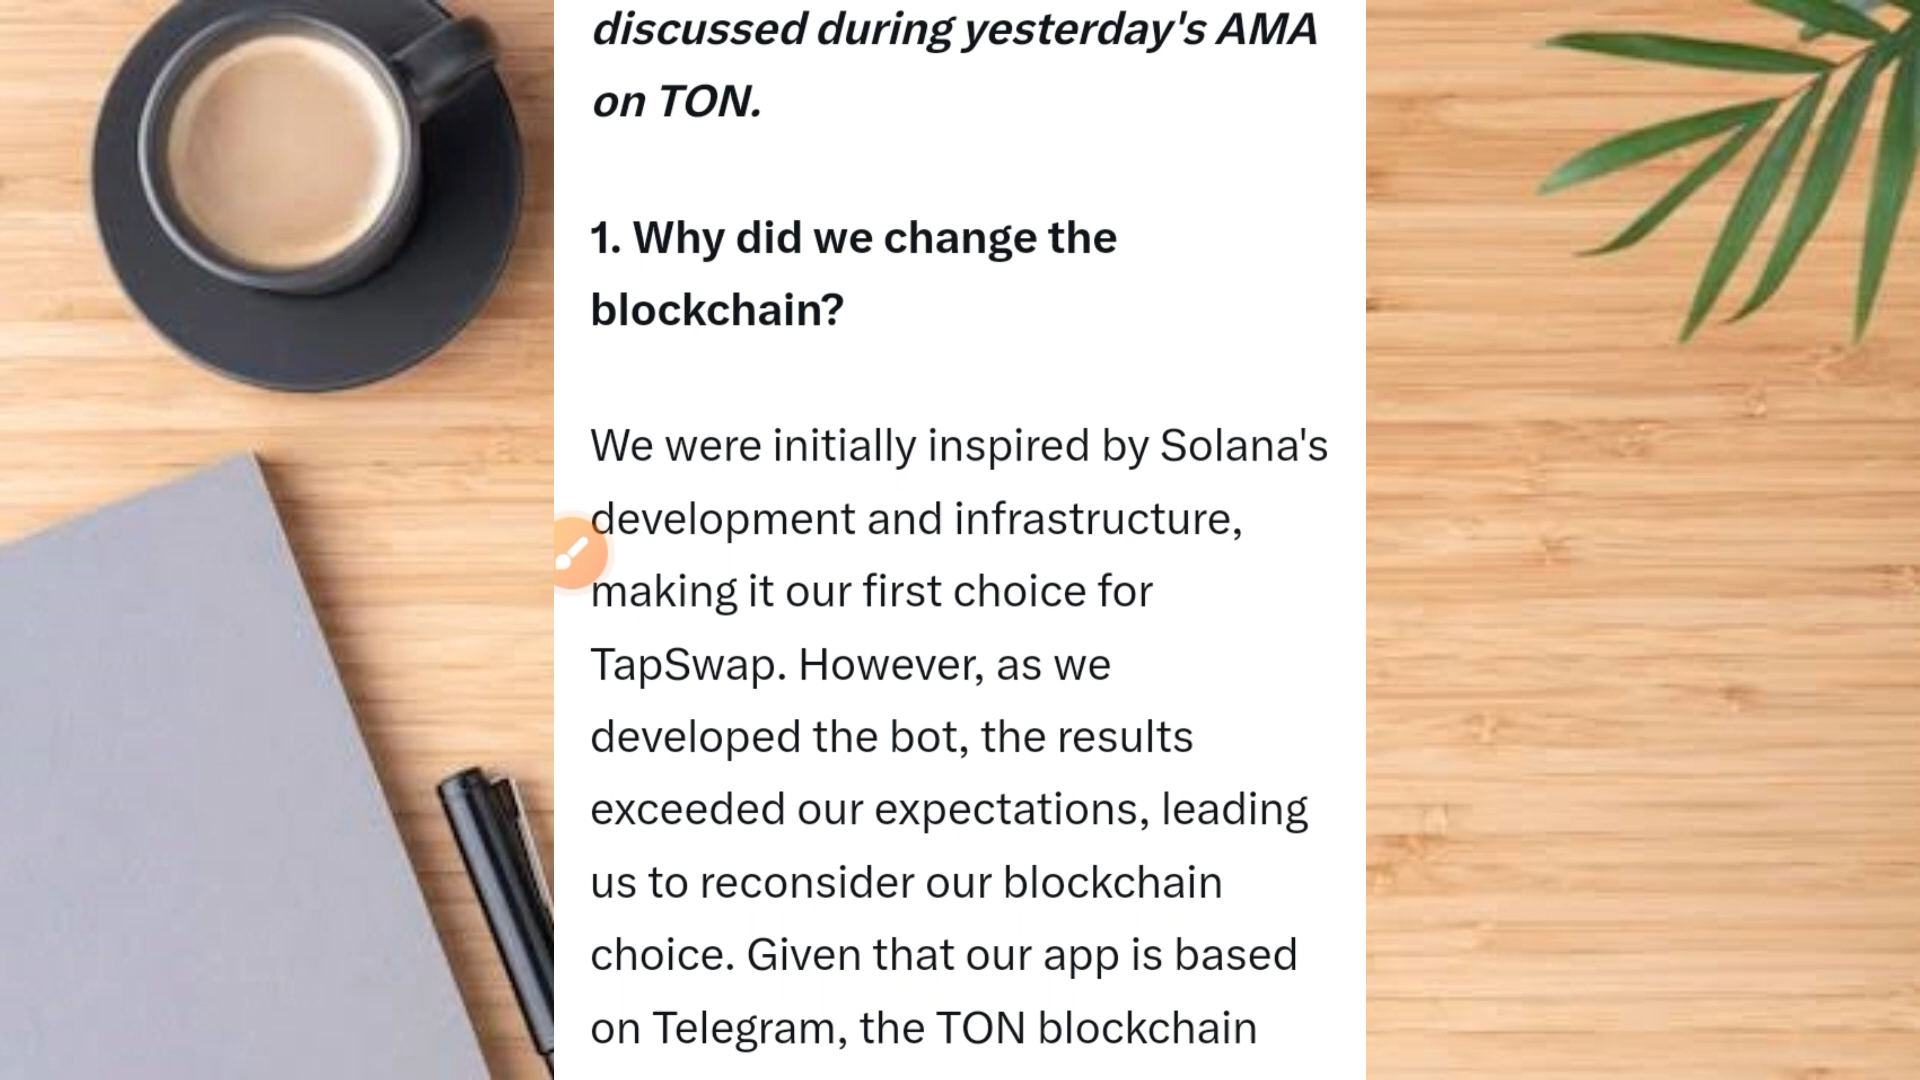 discussed during yesterday's AMA
on TON.
1. Why did we change the
blockchain?
We were initially inspired by Solana's
development and infrastructure,
making it our first choice for
TapSwap. However, as we
developed the bot, the results
exceeded our expectations, leading
us to reconsider our blockchain
choice. Given that our app is based
on Telegram, the TON blockchain